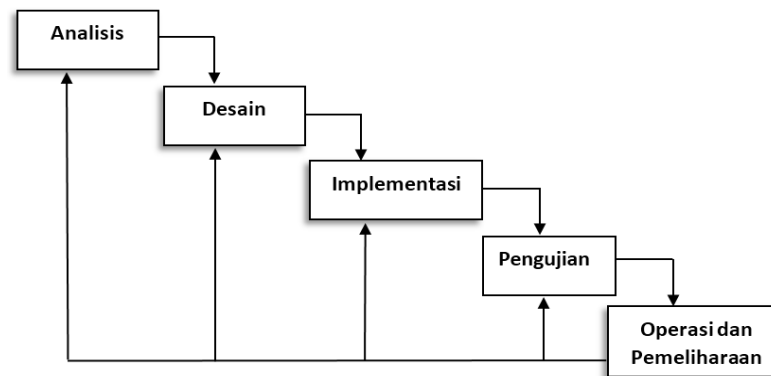 Analisis
Desain
Implementasi
Pengujian
Operasi dan
Pemeliharaan